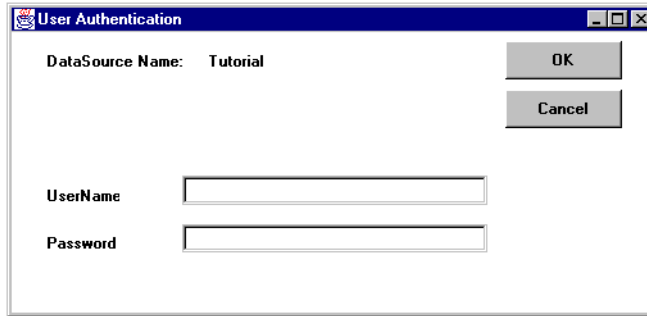 User Authentication
DataSource Name: Tutorial
OK
Cancel
UserName
Password